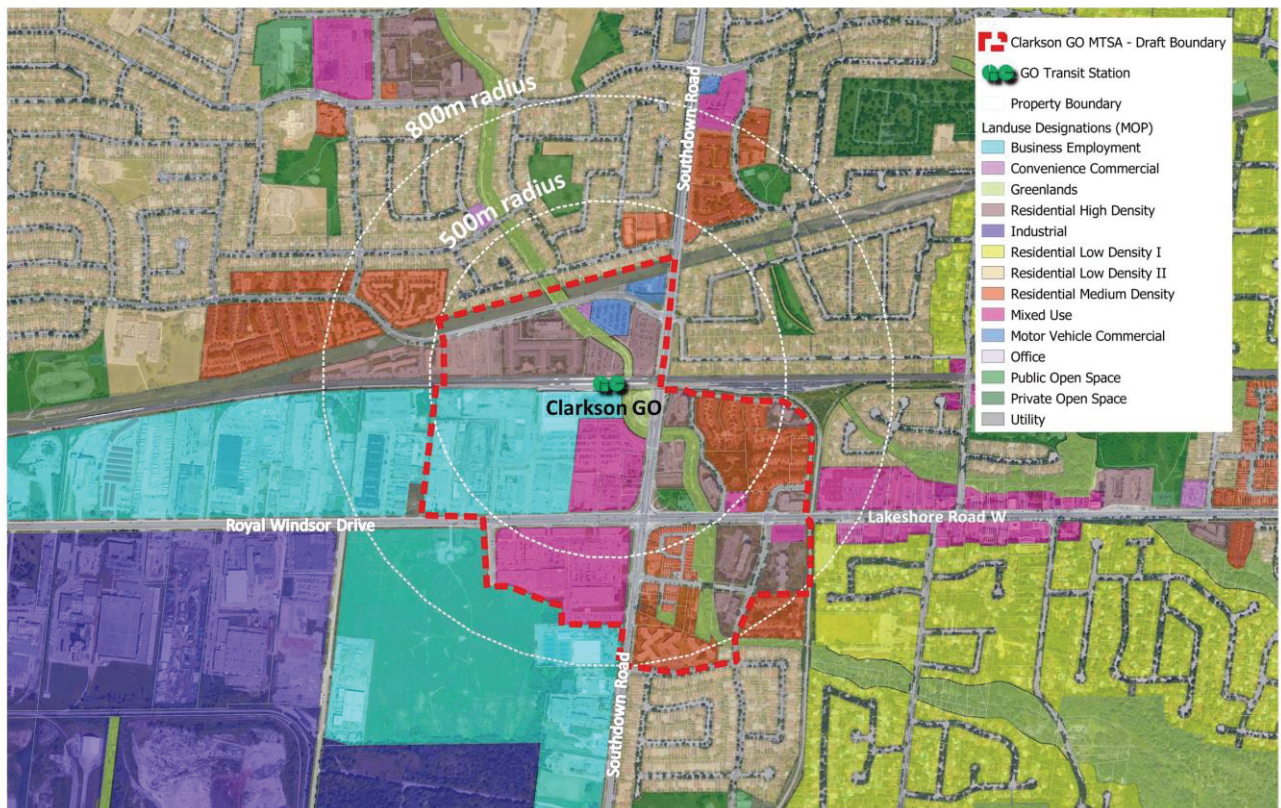 800m radius
500m radius
Southdown Road
Clarkson GO
Royal Windsor Drive
Lakeshore Road W
Southdown Road
Clarkson GO MTSA - Draft Boundary
GO Transit Station
Property Boundary
Landuse Designations (MOP)
Business Employment
Convenience Commercial
Greenlands
Residential High Density
Industrial
Residential Low Density I
Residential Low Density II
Residential Medium Density
Mixed Use
Motor Vehicle Commercial
Office
Public Open Space
Private Open Space
Utility